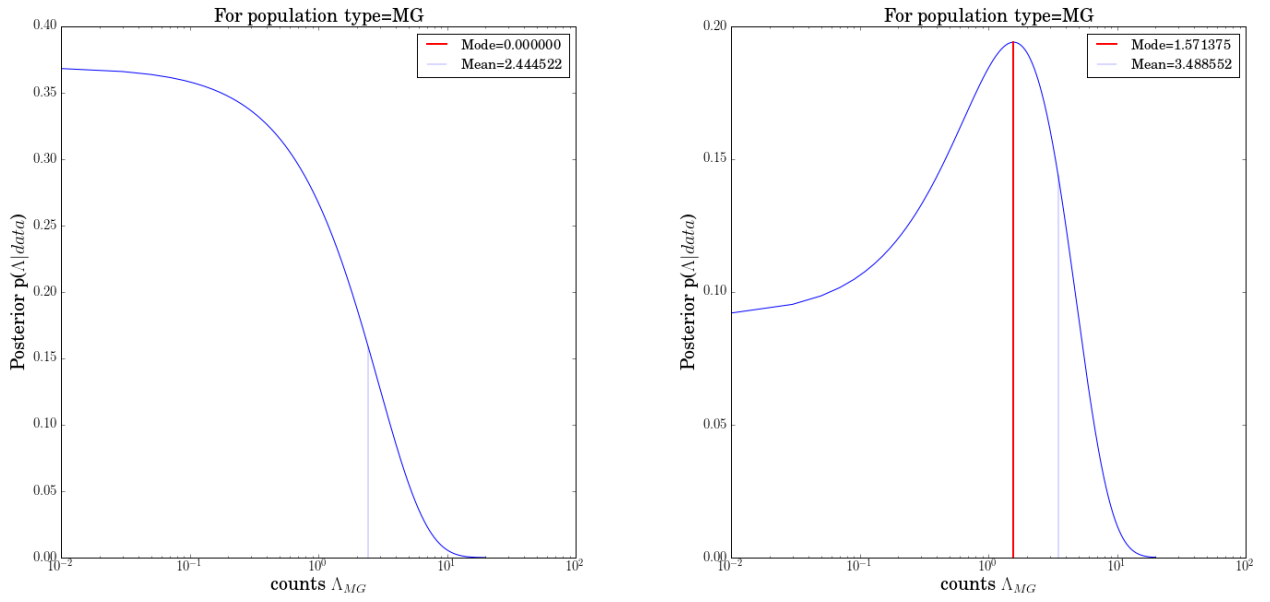 For population type=MG
Mode=0.000000
Mean=2.444522
Posterior p(Λ|data)
0.40
0.35
0.30
0.25
0.20
0.15
0.10
0.05
0.00
10⁻²
10⁻¹
10⁰
10¹
10²
counts Λ_MG
For population type=MG
Mode=1.571375
Mean=3.488552
Posterior p(Λ|data)
0.20
0.15
0.10
0.05
0.00
10⁻²
10⁻¹
10⁰
10¹
10²
counts Λ_MG